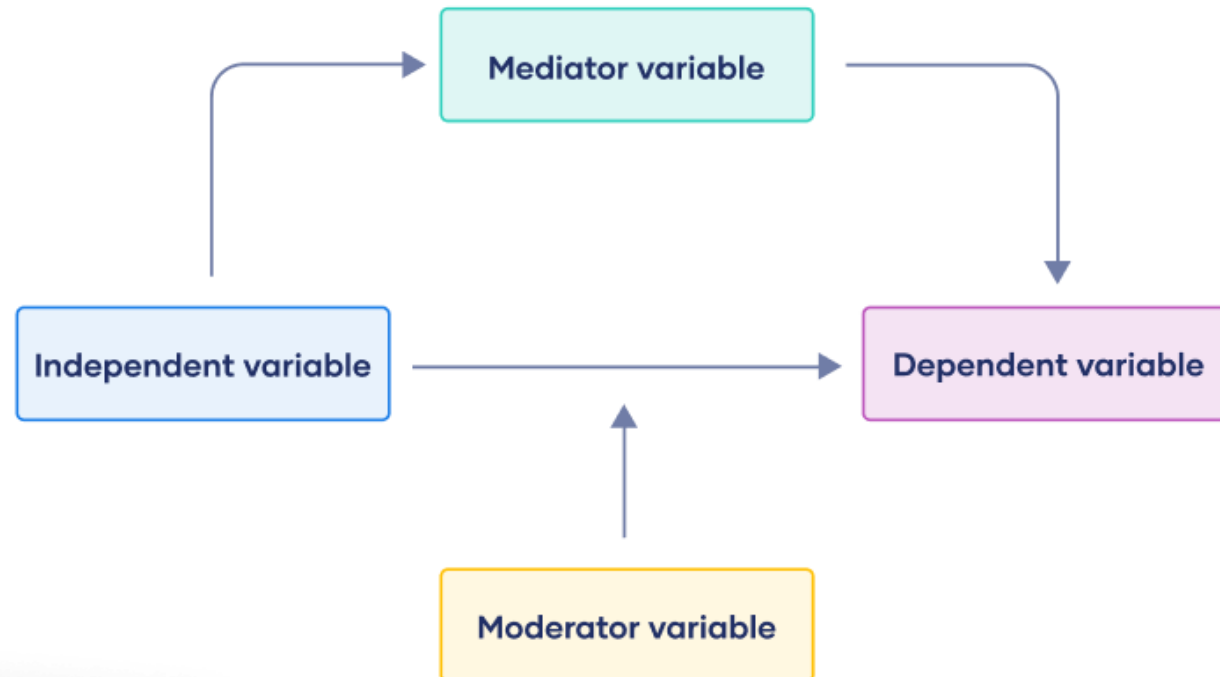 Mediator variable
Independent variable
Dependent variable
Moderator variable